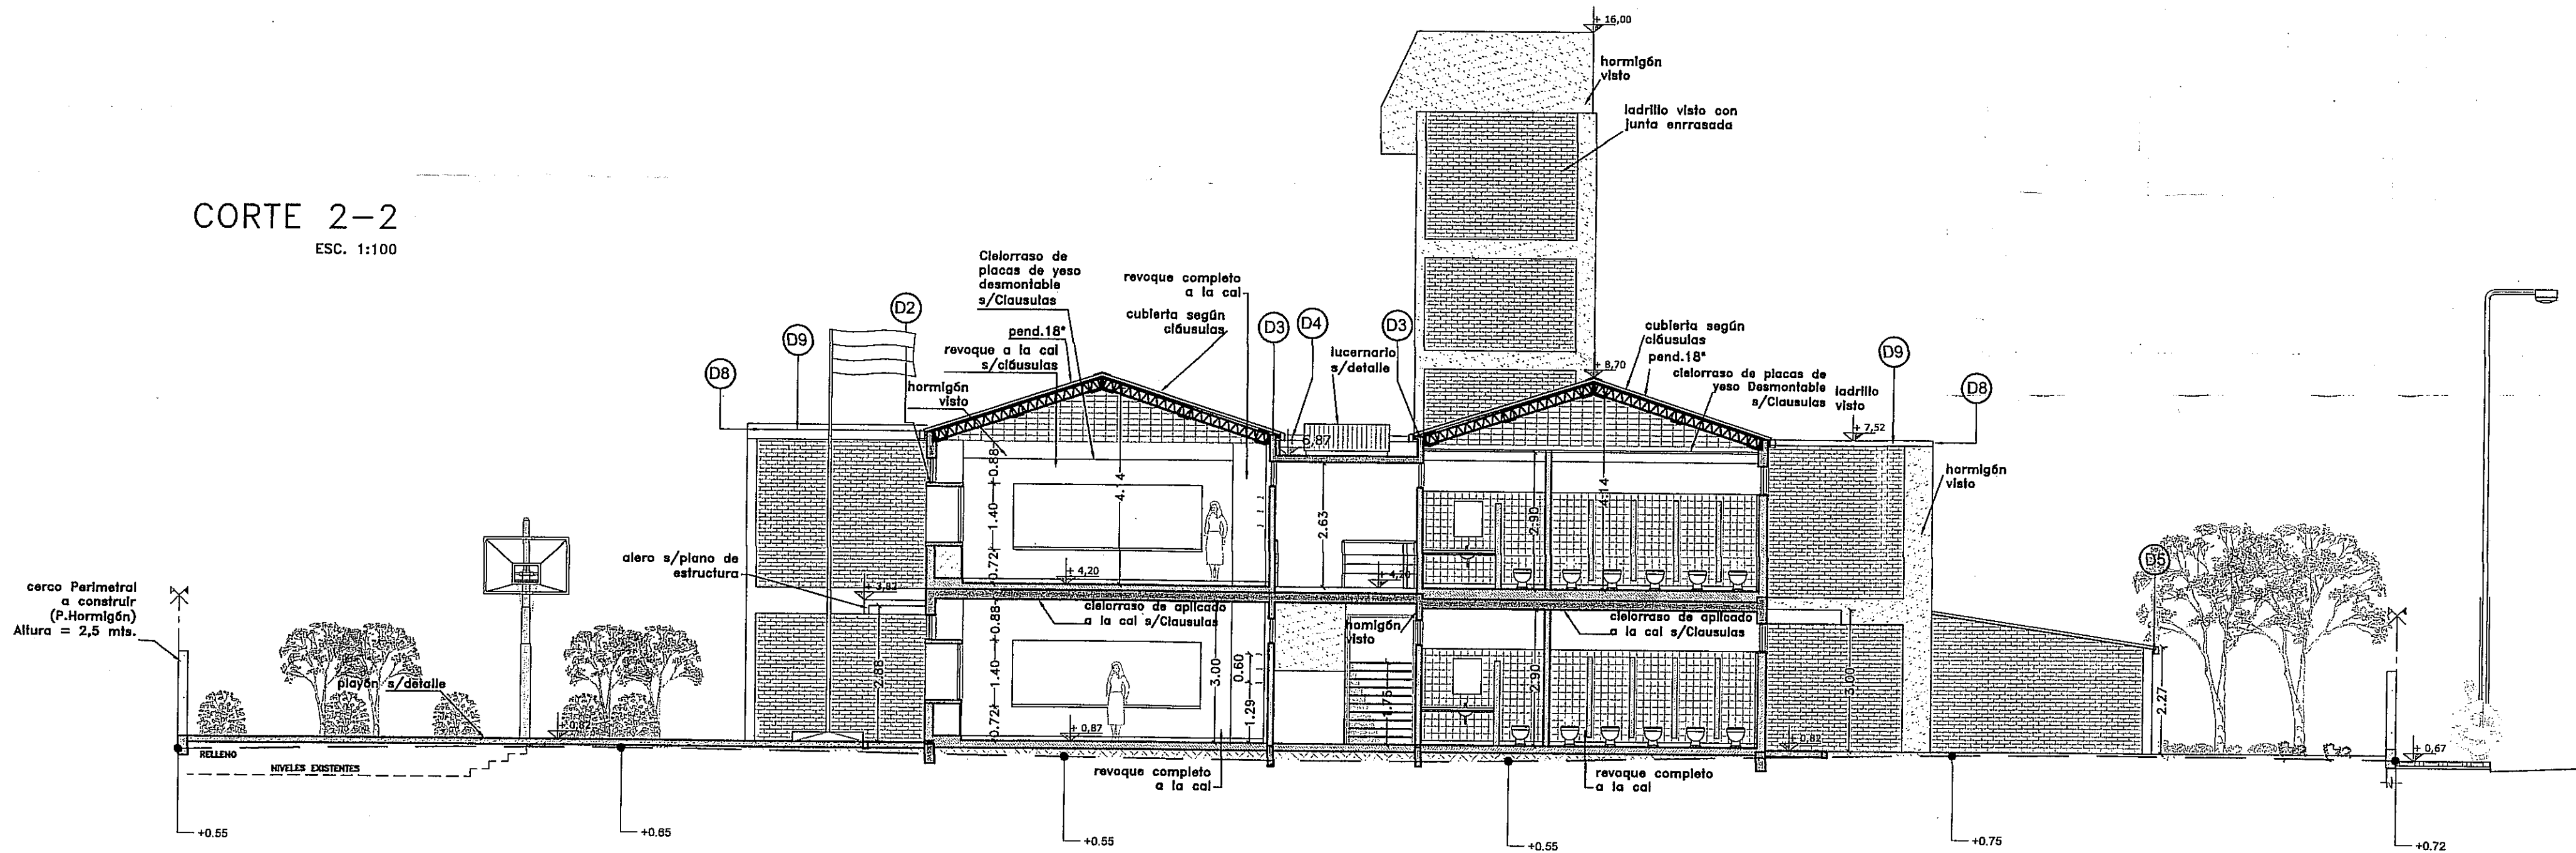 CORTE 2-2
ESC. 1:100
+ 16,00
hormigón
visto
ladrillo visto con
junta enrrasada
Cielorraso de
placas de yeso
desmontable
s/Clausulas
revoque completo
a la cal
cubierta según
cláusulas
pend.18°
revoque a la cal
s/cláusulas
hormigón
visto
D2
D9
D8
D3
D4
D3
lucernario
s/detalle
+ 8,70
cubierta según
cláusulas
pend.18°
cielorraso de placas de
yeso Desmontable
s/Clausulas
ladrillo
visto
+ 7,52
D9
D8
hormigón
visto
6,87
0.88
1.40
0.72
4.14
2.63
2.90
4.14
+ 4,20
+ 4,20
alero s/plano de
estructura
+ 3,82
cielorraso de aplicado
a la cal s/Clausulas
homigón
visto
cielorraso de aplicado
a la cal s/Clausulas
D5
cerco Perimetral
a construir
(P.Hormigón)
Altura = 2,5 mts.
playón s/detalle
2.88
0.88
1.40
0.72
3.00
0.60
1.29
1.75
2.90
3.00
2.27
+ 0,82
+ 0,87
+ 0,82
+ 0,67
RELLENO
NIVELES EXISTENTES
revoque completo
a la cal
revoque completo
a la cal
+0.55
+0.65
+0.55
+0.55
+0.75
+0.72